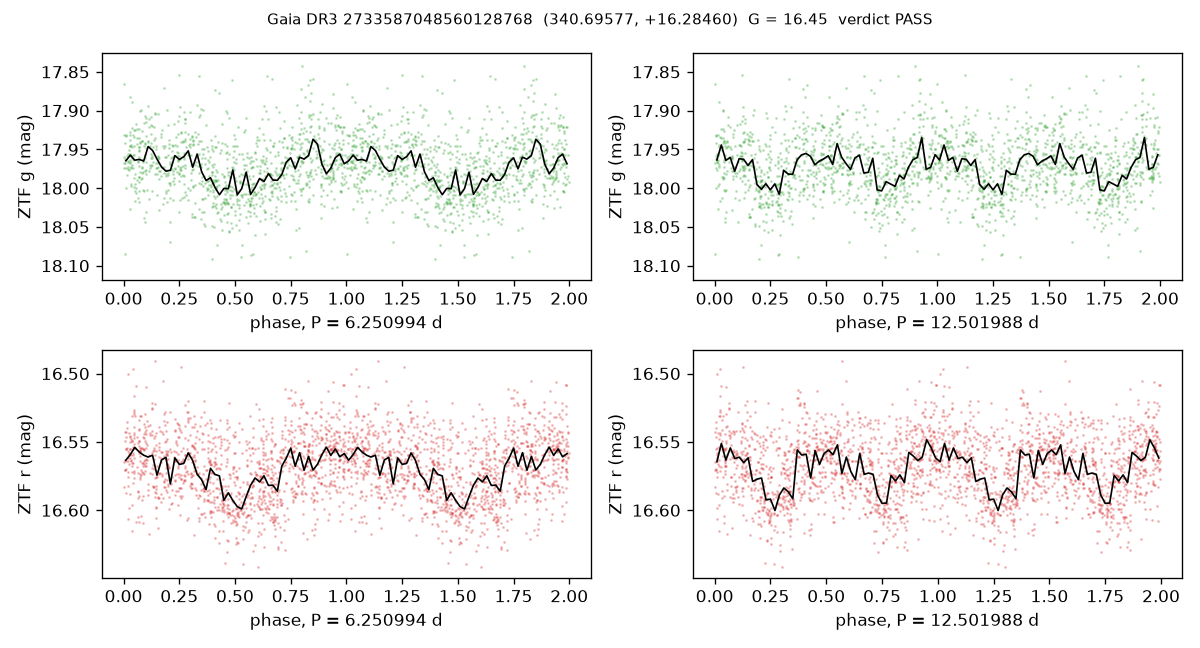 Gaia DR3 2733587048560128768 (340.69577, +16.28460) G = 16.45 verdict PASS
ZTF g (mag)
17.85
17.90
17.95
18.00
18.05
18.10
0.00 0.25 0.50 0.75 1.00 1.25 1.50 1.75 2.00
phase, P = 6.250994 d
ZTF g (mag)
17.85
17.90
17.95
18.00
18.05
18.10
0.00 0.25 0.50 0.75 1.00 1.25 1.50 1.75 2.00
phase, P = 12.501988 d
ZTF r (mag)
16.50
16.55
16.60
0.00 0.25 0.50 0.75 1.00 1.25 1.50 1.75 2.00
phase, P = 6.250994 d
ZTF r (mag)
16.50
16.55
16.60
0.00 0.25 0.50 0.75 1.00 1.25 1.50 1.75 2.00
phase, P = 12.501988 d